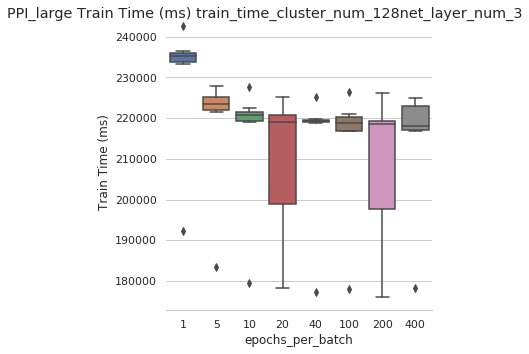 PPI_large Train Time (ms) train_time_cluster_num_128net_layer_num_3
240000
230000
220000
210000
200000
190000
180000
Train Time (ms)
1 5 10 20 40 100 200 400
epochs_per_batch